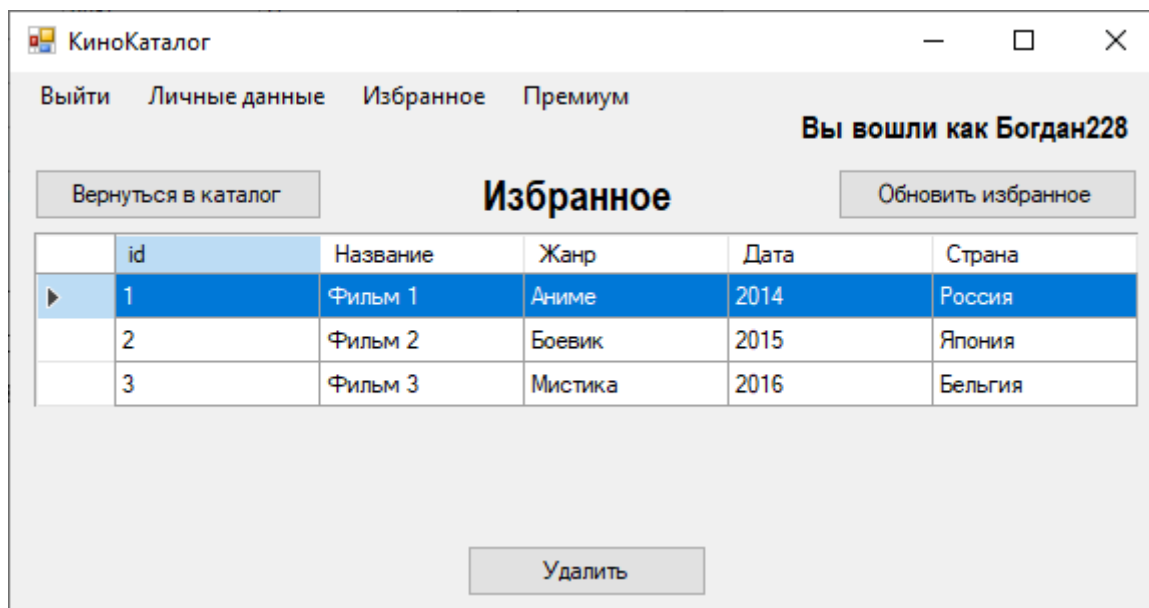 КиноКаталог
Выйти Личные данные Избранное Премиум
Вы вошли как Богдан228
Вернуться в каталог Избранное Обновить избранное
id Название Жанр Дата Страна
1 Фильм 1 Аниме 2014 Россия
2 Фильм 2 Боевик 2015 Япония
3 Фильм 3 Мистика 2016 Бельгия
Удалить